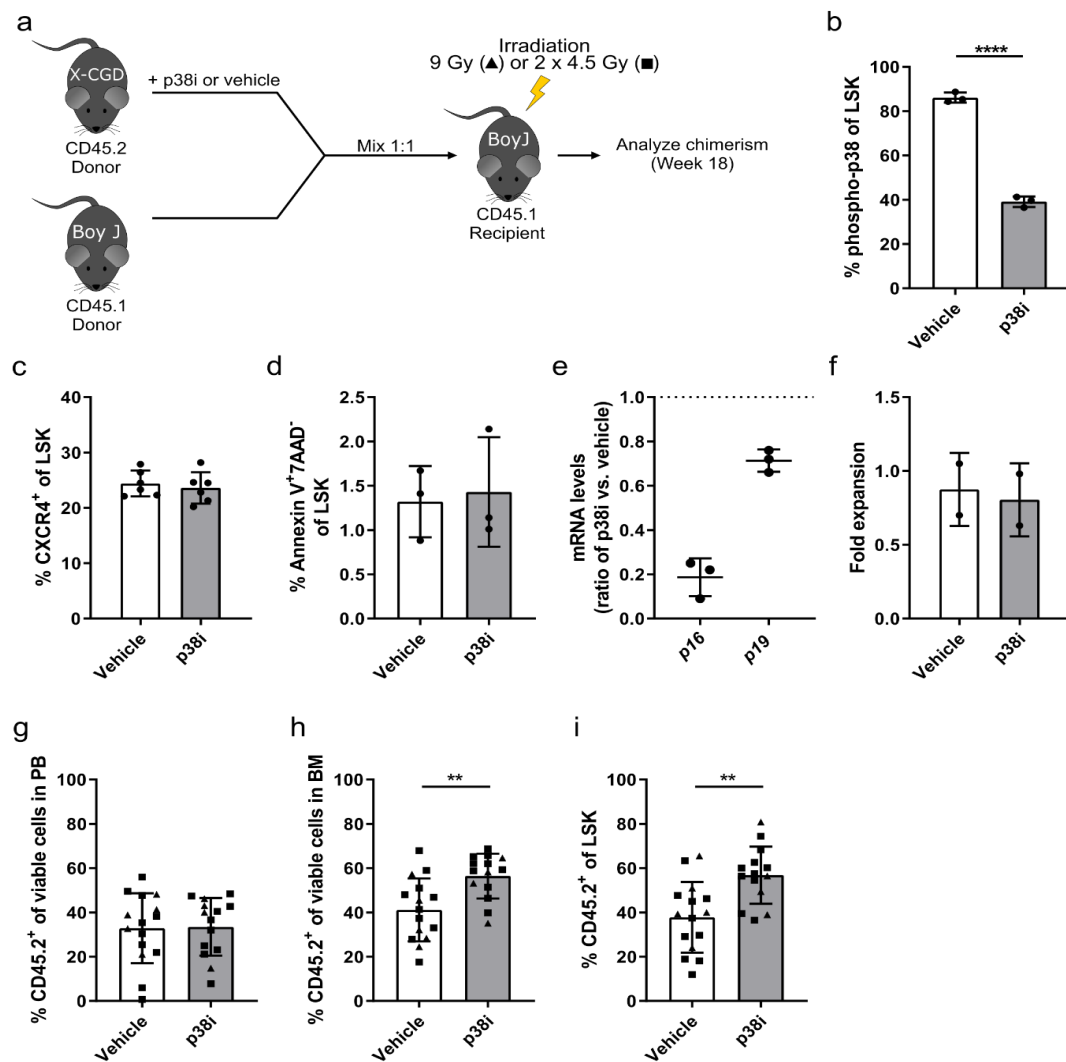 a
X-CGD
CD45.2
Donor
+ p38i or vehicle
Boy J
CD45.1
Donor
Mix 1:1
Irradiation
9 Gy (▲) or 2 x 4.5 Gy (■)
BoyJ
CD45.1
Recipient
Analyze chimerism
(Week 18)
b
% phospho-p38 of LSK
100
80
60
40
20
0
****
Vehicle
p38i
c
% CXCR4⁺ of LSK
40
30
20
10
0
Vehicle
p38i
d
% Annexin V⁺7AAD⁻
of LSK
2.5
2.0
1.5
1.0
0.5
0.0
Vehicle
p38i
e
mRNA levels
(ratio of p38i vs. vehicle)
1.0
0.8
0.6
0.4
0.2
0.0
p16
p19
f
Fold expansion
1.5
1.0
0.5
0.0
Vehicle
p38i
g
% CD45.2⁺ of viable cells in PB
100
80
60
40
20
0
Vehicle
p38i
h
% CD45.2⁺ of viable cells in BM
100
80
60
40
20
0
**
Vehicle
p38i
i
% CD45.2⁺ of LSK
100
80
60
40
20
0
**
Vehicle
p38i